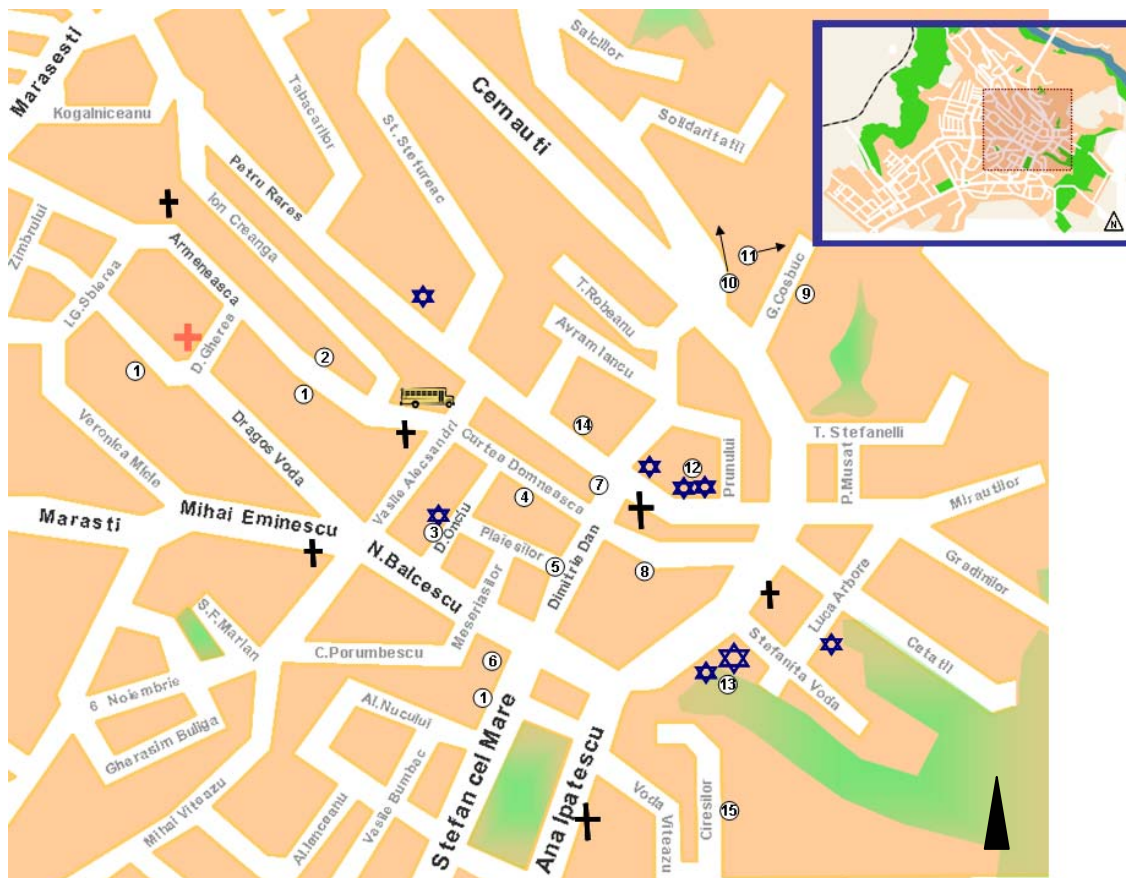 Marasesti
Kogalniceanu
Tabacarilor
St.Stefureac
Cernauti
Salcilor
Solidaritatii
N
Petru Rares
Ion Creanga
Zimbrului
I.G.Sbierea
Armeneasca
D.Gherea
T.Robeanu
Avram Iancu
G.Cosbuc
10
11
9
1
2
1
Veronica Micle
Dragos Voda
Vasile Alecsandri
Curtea Domneasca
14
12
7
Prunului
T. Stefanelli
P.Musat
Mirautilor
Gradinilor
Marasti
Mihai Eminescu
N.Balcescu
3
D.Onciu
4
Plaiesilor
5
Meseriasilor
Dimitrie Dan
8
Luca Arbore
Cetatii
Stefanita Voda
13
S.F.Marian
C.Porumbescu
6
1
6 Noiembrie
Gherasim Buliga
Al.Nucului
Mihai Viteazu
Al.Ienceanu
Vasile Bumbac
Stefan cel Mare
Ana Ipatescu
Voda
Viteazu
Ciresilor
15